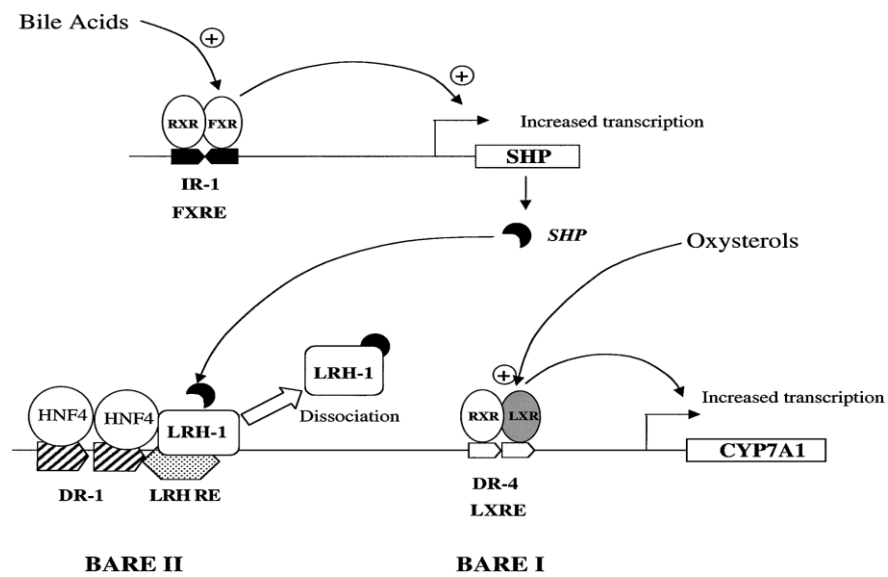 Bile Acids
+
+
RXR FXR
Increased transcription
SHP
IR-1
FXRE
SHP
Oxysterols
LRH-1
+
HNF4 HNF4 LRH-1
Dissociation
RXR LXR
Increased transcription
CYP7A1
DR-1 LRH RE
DR-4
LXRE
BARE II BARE I